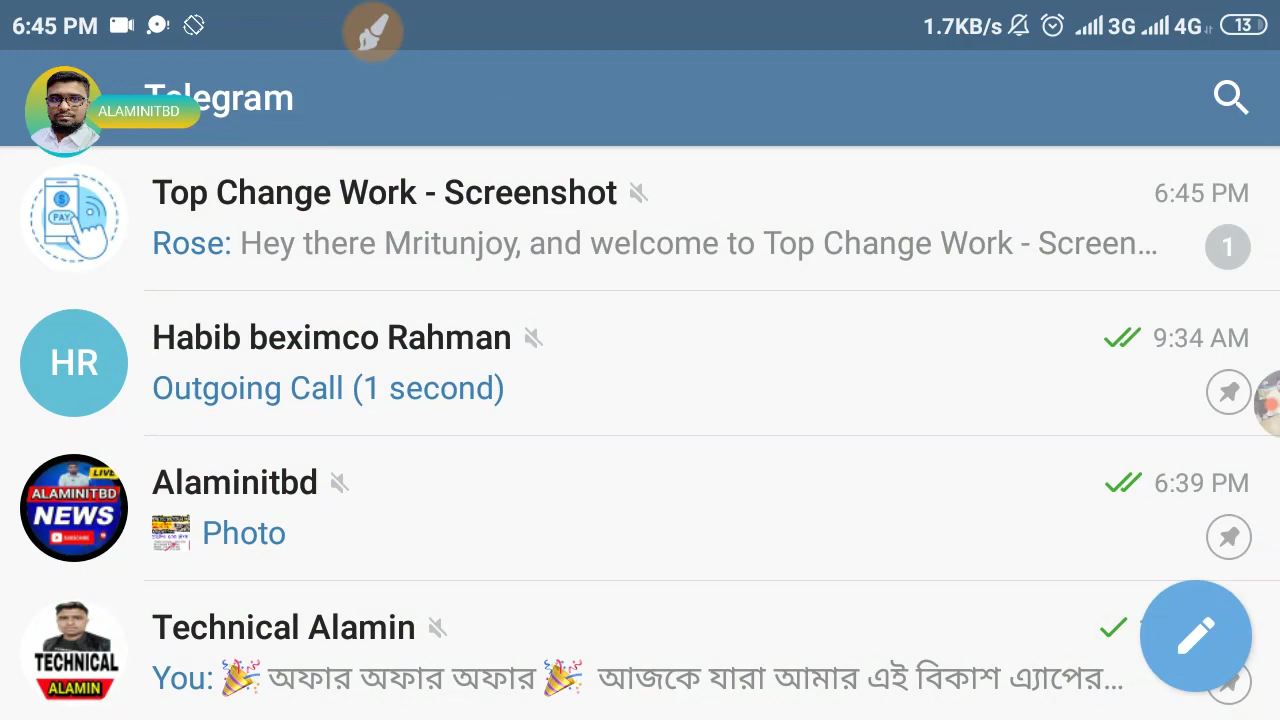 6:45 PM
1.7KB/s 3G 4G 13
Telegram
ALAMINITBD
PAY
Top Change Work - Screenshot 6:45 PM
Rose: Hey there Mritunjoy, and welcome to Top Change Work - Screen... 1
HR
Habib beximco Rahman 9:34 AM
Outgoing Call (1 second)
LIVE
ALAMINITBD
NEWS
SUBSCRIBE
Alaminitbd 6:39 PM
Photo
TECHNICAL
ALAMIN
Technical Alamin
You: 🎉 অফার অফার অফার 🎉 আজকে যারা আমার এই বিকাশ এ্যাপের...